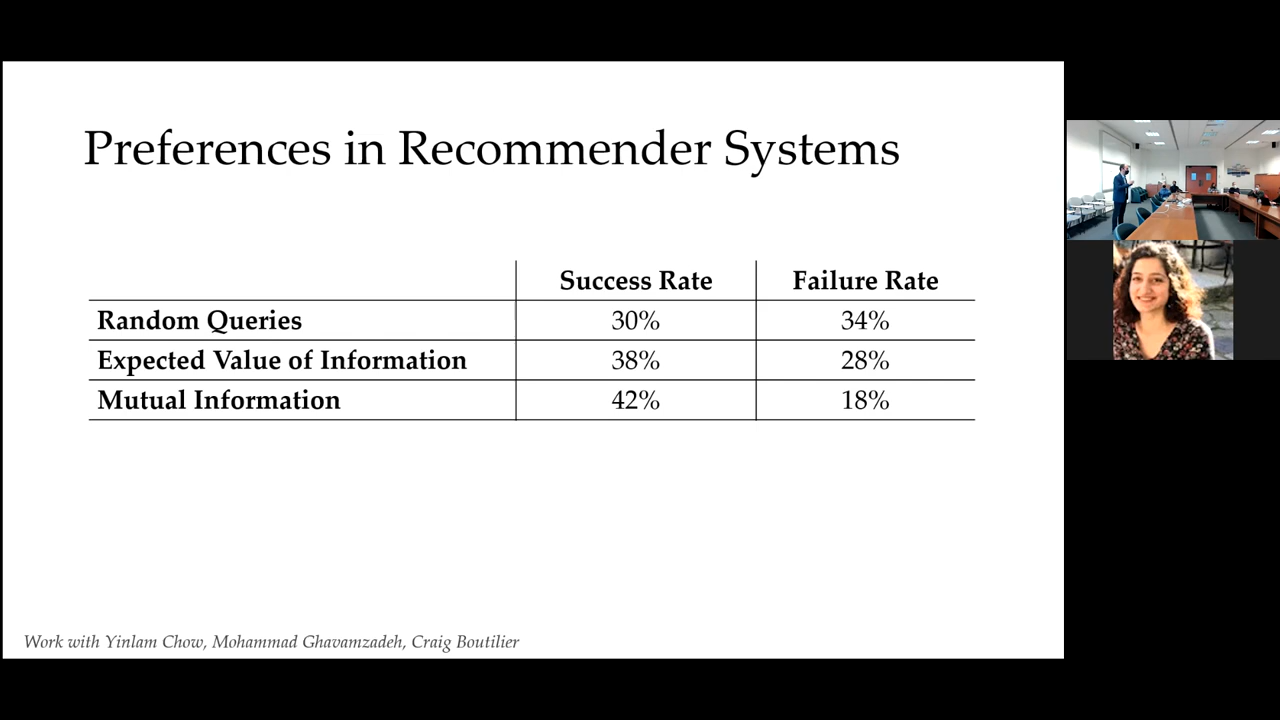 Preferences in Recommender Systems
Success Rate Failure Rate
Random Queries 30% 34%
Expected Value of Information 38% 28%
Mutual Information 42% 18%
Work with Yinlam Chow, Mohammad Ghavamzadeh, Craig Boutilier